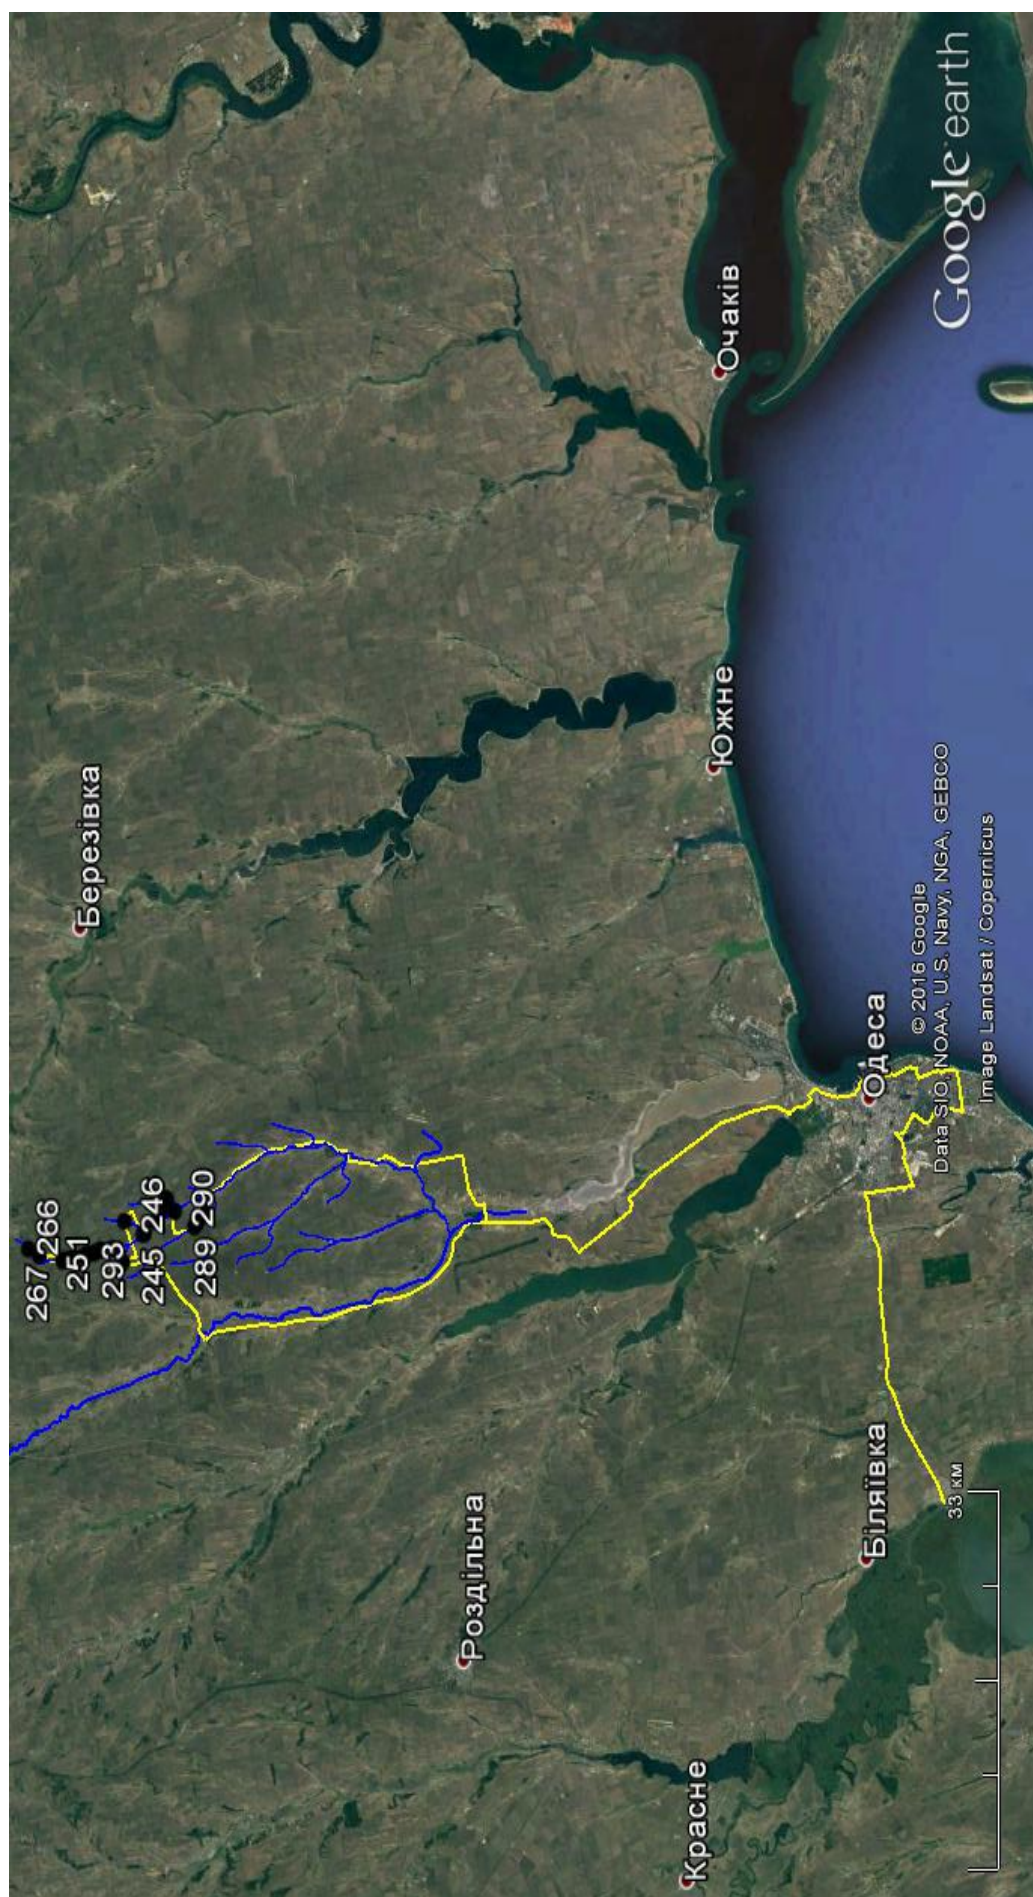 Березівка
267
266
251
293
245
246
289
290
Очаків
Южне
Роздільна
Одеса
Біляївка
Красне
© 2016 Google
Data SIO, NOAA, U.S. Navy, NGA, GEBCO
Image Landsat / Copernicus
33 км
Google earth